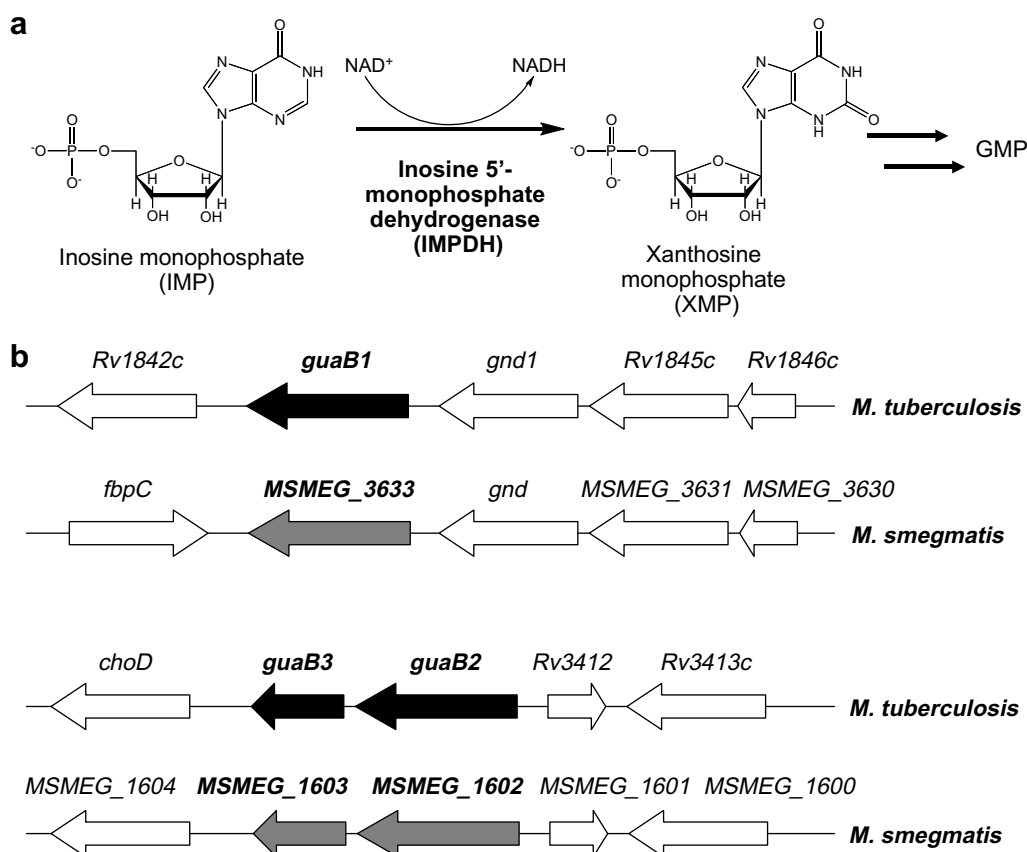 a
NAD⁺ NADH
Inosine 5'-
monophosphate
dehydrogenase
(IMPDH)
O
N
NH
N
N
O
⁻O
P
O
O⁻
O
H
H
H
H
OH
OH
Inosine monophosphate
(IMP)
O
N
NH
N
N
H
O
O
⁻O
P
O
O⁻
O
H
H
H
H
OH
OH
Xanthosine
monophosphate
(XMP)
GMP
b
Rv1842c guaB1 gnd1 Rv1845c Rv1846c
M. tuberculosis
fbpC MSMEG_3633 gnd MSMEG_3631 MSMEG_3630
M. smegmatis
choD guaB3 guaB2 Rv3412 Rv3413c
M. tuberculosis
MSMEG_1604 MSMEG_1603 MSMEG_1602 MSMEG_1601 MSMEG_1600
M. smegmatis